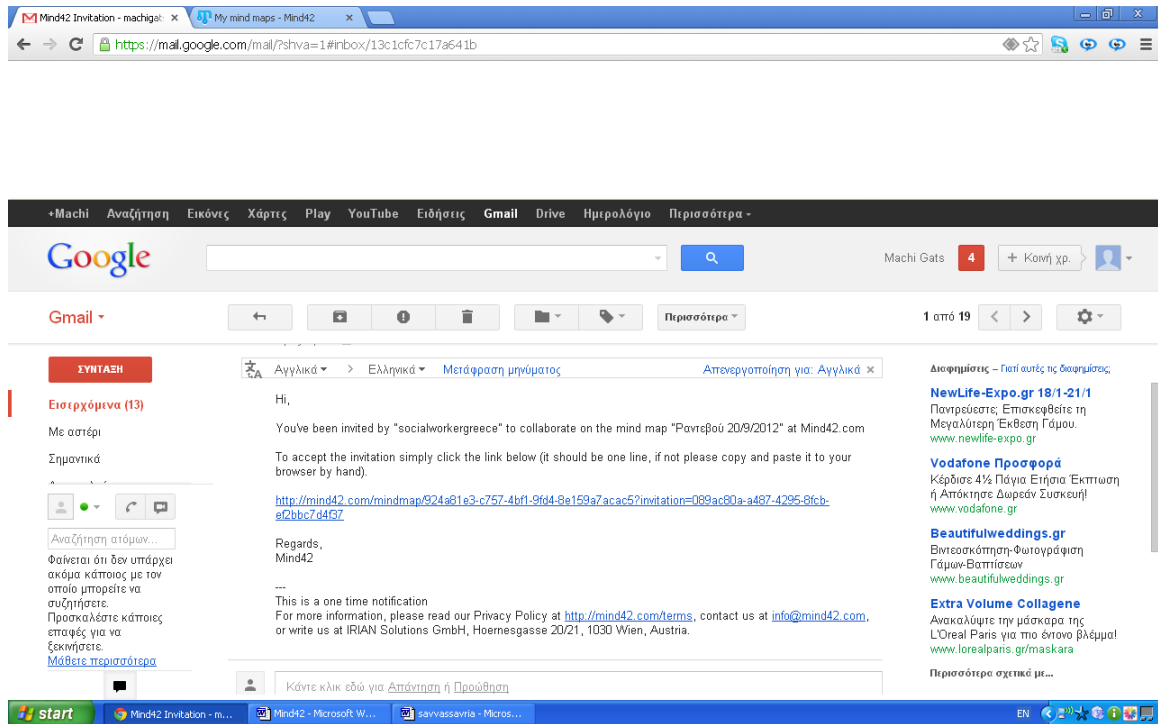 Mind42 Invitation - machigat
My mind maps - Mind42
https://mail.google.com/mail/?shva=1#inbox/13c1cfc7c17a641b
+Machi Αναζήτηση Εικόνες Χάρτες Play YouTube Ειδήσεις Gmail Drive Ημερολόγιο Περισσότερα
Google
Machi Gats 4 + Κοινή χρ.
Gmail
Περισσότερα
1 από 19
ΣΥΝΤΑΞΗ
Εισερχόμενα (13)
Με αστέρι
Σημαντικά
Αναζήτηση ατόμων...
Φαίνεται ότι δεν υπάρχει
ακόμα κάποιος με τον
οποίο μπορείτε να
συζητήσετε.
Προσκαλέστε κάποιες
επαφές για να
ξεκινήσετε.
Μάθετε περισσότερα
Αγγλικά > Ελληνικά Μετάφραση μηνύματος Απενεργοποίηση για: Αγγλικά ×
Hi,
You've been invited by "socialworkergreece" to collaborate on the mind map "Ραντεβού 20/9/2012" at Mind42.com
To accept the invitation simply click the link below (it should be one line, if not please copy and paste it to your
browser by hand).
http://mind42.com/mindmap/924a81e3-c757-4bf1-9fd4-8e159a7acac5?invitation=089ac80a-a487-4295-8fcb-
ef2bbc7d4f37
Regards,
Mind42
---
This is a one time notification
For more information, please read our Privacy Policy at http://mind42.com/terms, contact us at info@mind42.com,
or write us at IRIAN Solutions GmbH, Hoernesgasse 20/21, 1030 Wien, Austria.
Κάντε κλικ εδώ για Απάντηση ή Προώθηση
Διαφημίσεις – Γιατί αυτές τις διαφημίσεις;
NewLife-Expo.gr 18/1-21/1
Παντρεύεστε; Επισκεφθείτε τη
Μεγαλύτερη Έκθεση Γάμου.
www.newlife-expo.gr
Vodafone Προσφορά
Κέρδισε 4½ Πάγια Ετήσια Έκπτωση
ή Απόκτησε Δωρεάν Συσκευή!
www.vodafone.gr
Beautifulweddings.gr
Βιντεοσκόπηση-Φωτογράφιση
Γάμων-Βαπτίσεων
www.beautifulweddings.gr
Extra Volume Collagene
Ανακαλύψτε την μάσκαρα της
L'Oreal Paris για πιο έντονο βλέμμα!
www.lorealparis.gr/maskara
Περισσότερα σχετικά με...
start
Mind42 Invitation - m...
Mind42 - Microsoft W...
savvassavria - Micros...
EN